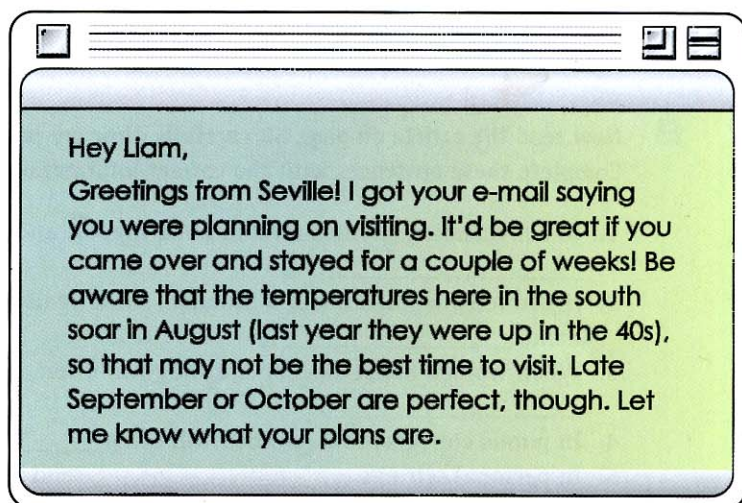 Hey Liam,
Greetings from Seville! I got your e-mail saying
you were planning on visiting. It'd be great if you
came over and stayed for a couple of weeks! Be
aware that the temperatures here in the south
soar in August (last year they were up in the 40s),
so that may not be the best time to visit. Late
September or October are perfect, though. Let
me know what your plans are.